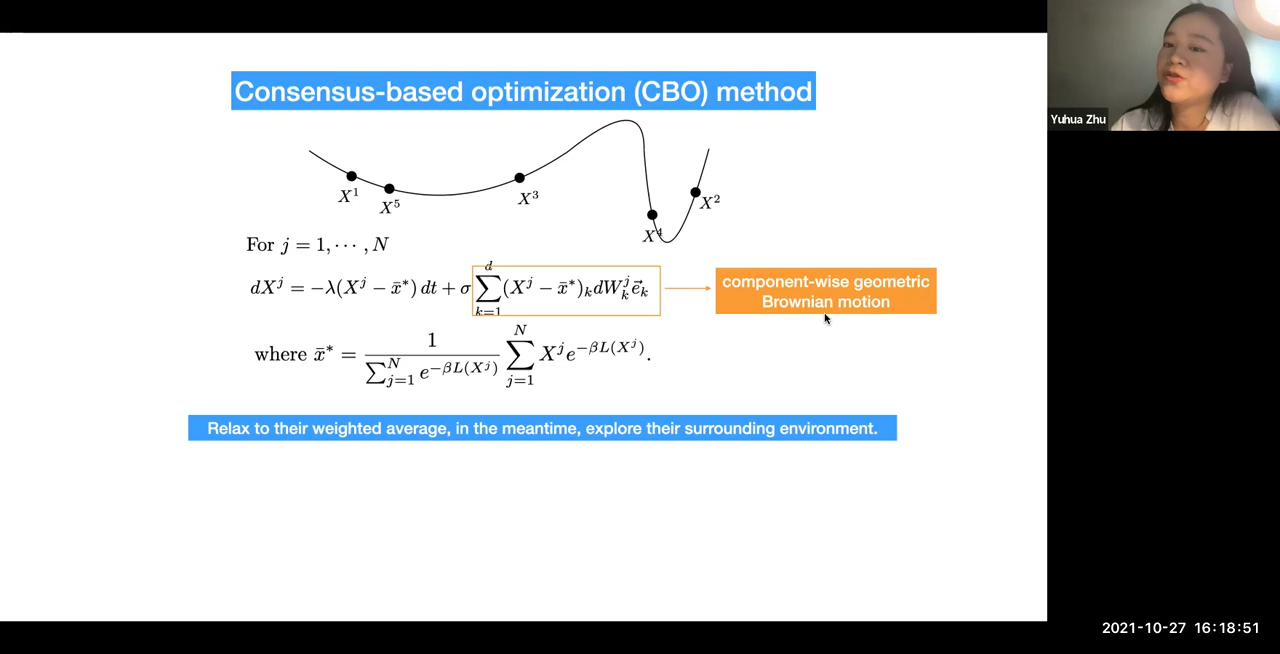 Consensus-based optimization (CBO) method
X¹
X⁵
X³
X⁴
X²
For j = 1, ⋯ , N
dX^j = −λ(X^j − x̄*) dt + σ ∑_{k=1}^{d} (X^j − x̄*)_k dW_k^j e⃗_k
component-wise geometric
Brownian motion
where x̄* = \frac{1}{∑_{j=1}^{N} e^{−βL(X^j)}} ∑_{j=1}^{N} X^j e^{−βL(X^j)}.
Relax to their weighted average, in the meantime, explore their surrounding environment.
Yuhua Zhu
2021-10-27 16:18:51